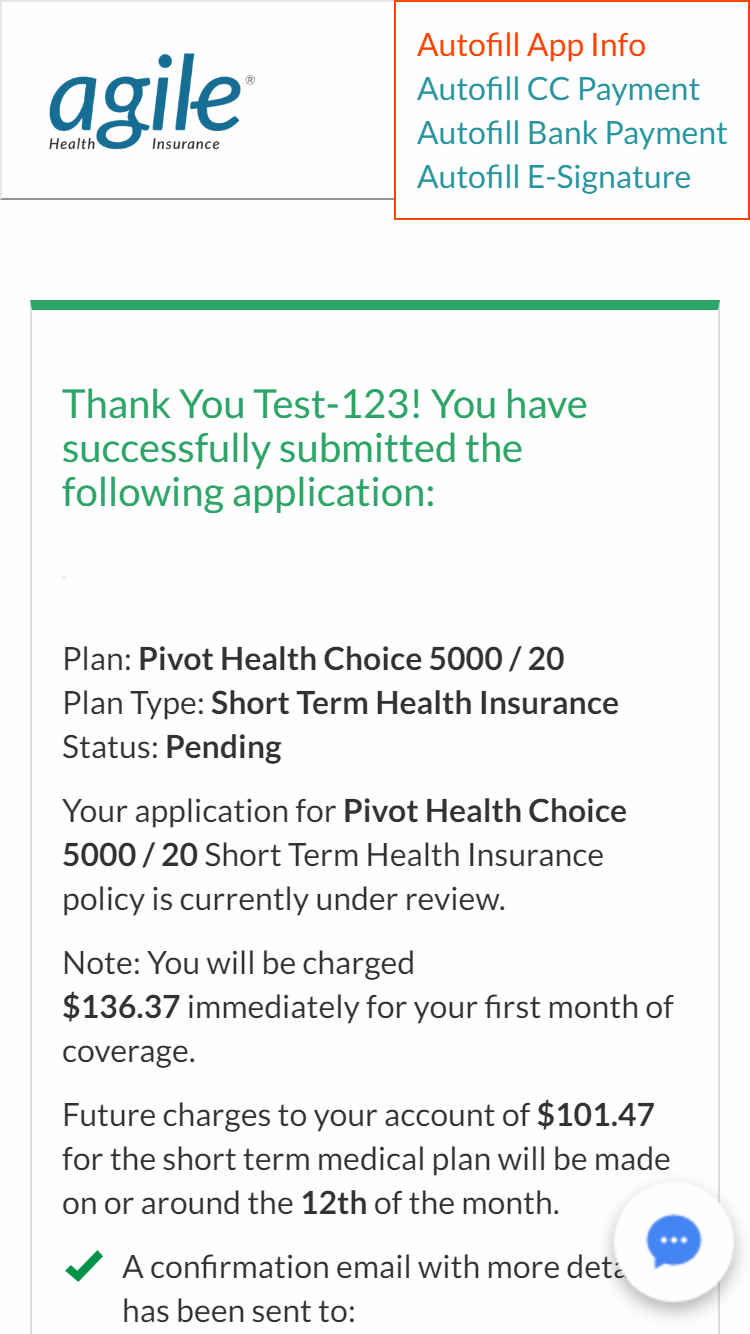 agile®
Health Insurance
Autofill App Info
Autofill CC Payment
Autofill Bank Payment
Autofill E-Signature
Thank You Test-123! You have
successfully submitted the
following application:
Plan: Pivot Health Choice 5000 / 20
Plan Type: Short Term Health Insurance
Status: Pending
Your application for Pivot Health Choice
5000 / 20 Short Term Health Insurance
policy is currently under review.
Note: You will be charged
$136.37 immediately for your first month of
coverage.
Future charges to your account of $101.47
for the short term medical plan will be made
on or around the 12th of the month.
A confirmation email with more
has been sent to: